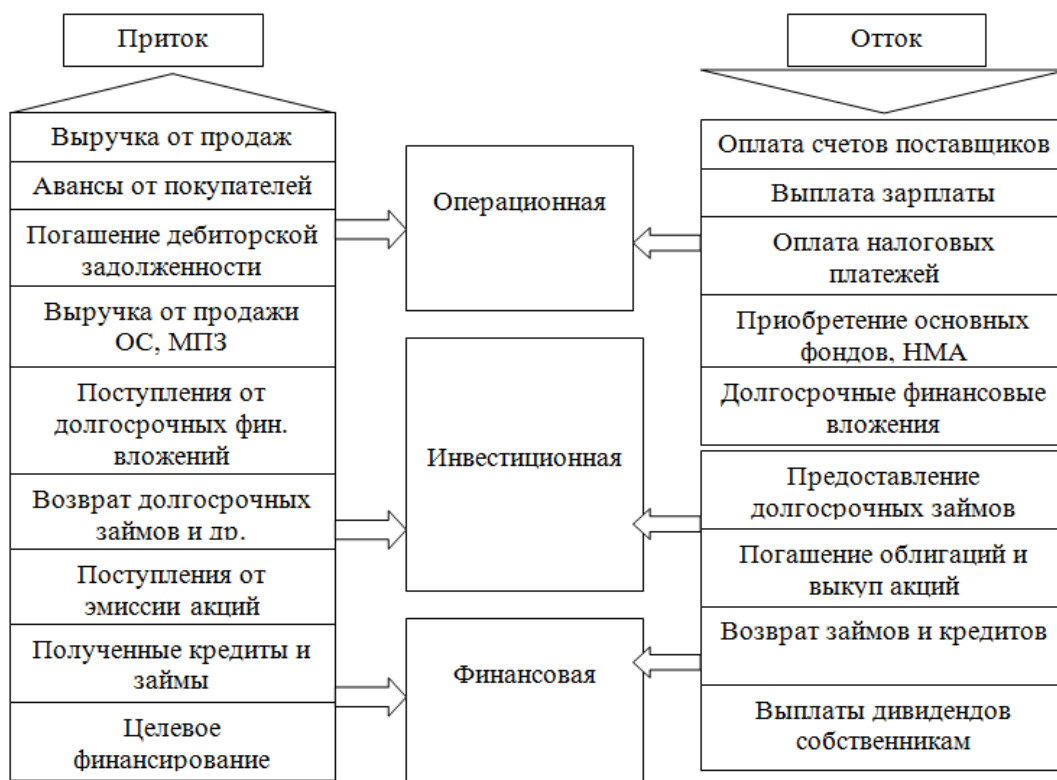 Приток
Выручка от продаж
Авансы от покупателей
Погашение дебиторской
задолженности
Выручка от продажи
ОС, МПЗ
Поступления от
долгосрочных фин.
вложений
Возврат долгосрочных
займов и др.
Поступления от
эмиссии акций
Полученные кредиты и
займы
Целевое
финансирование
Операционная
Инвестиционная
Финансовая
Отток
Оплата счетов поставщиков
Выплата зарплаты
Оплата налоговых
платежей
Приобретение основных
фондов, НМА
Долгосрочные финансовые
вложения
Предоставление
долгосрочных займов
Погашение облигаций и
выкуп акций
Возврат займов и кредитов
Выплаты дивидендов
собственникам